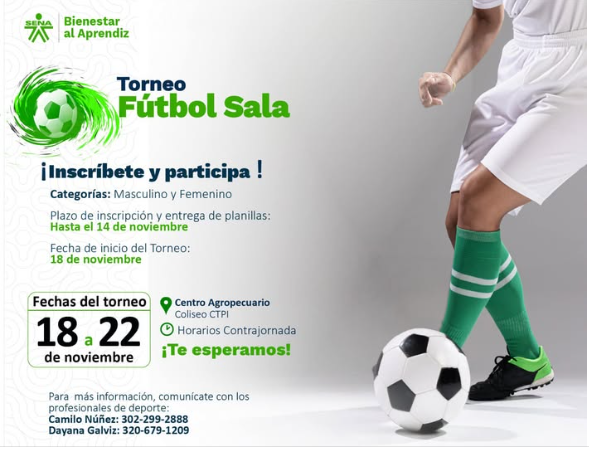 SENA
Bienestar
al Aprendiz
Torneo
Fútbol Sala
¡Inscríbete y participa !
Categorías: Masculino y Femenino
Plazo de inscripción y entrega de planillas:
Hasta el 14 de noviembre
Fecha de inicio del Torneo:
18 de noviembre
Fechas del torneo
18 a 22
de noviembre
Centro Agropecuario
Coliseo CTPI
Horarios Contrajornada
¡Te esperamos!
Para más información, comunícate con los
profesionales de deporte:
Camilo Núñez: 302-299-2888
Dayana Galviz: 320-679-1209